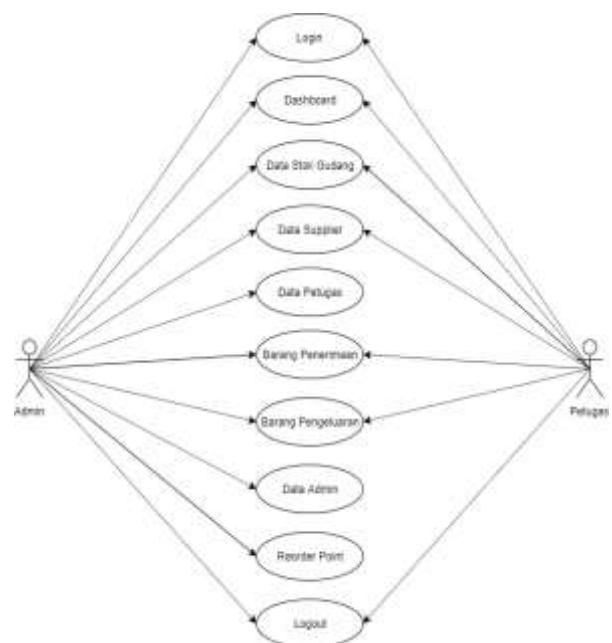 Login
Dashboard
Data Stok Gudang
Data Supplier
Data Petugas
Barang Penermaan
Admin
Petugas
Barang Pengeluaran
Data Admin
Reorder Point
Logout